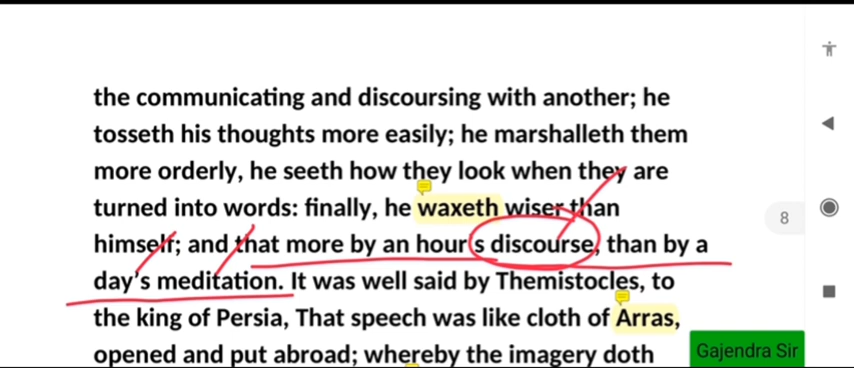 the communicating and discoursing with another; he
tosseth his thoughts more easily; he marshalleth them
more orderly, he seeth how they look when they are
turned into words: finally, he waxeth wiser than
himself; and that more by an hour's discourse, than by a
day's meditation. It was well said by Themistocles, to
the king of Persia, That speech was like cloth of Arras,
opened and put abroad; whereby the imagery doth
8
Gajendra Sir